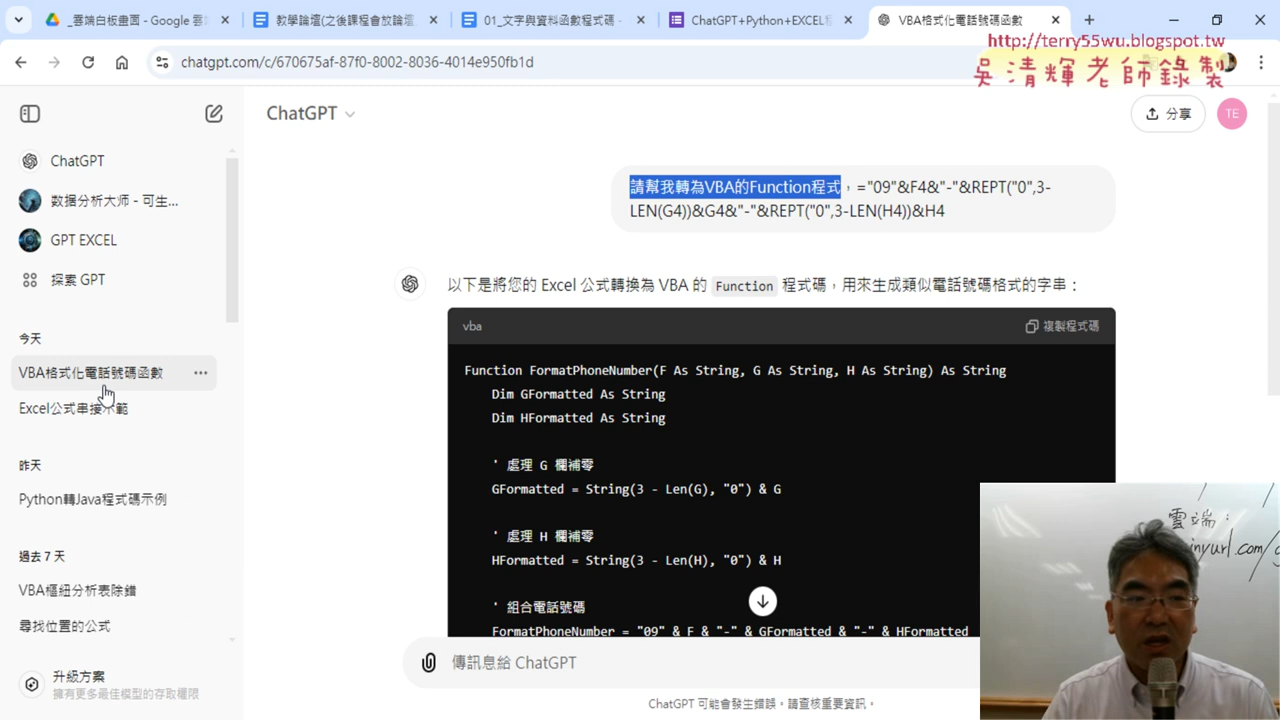 _雲端白板畫面 - Google 雲
教學論壇(之後課程會放論壇
01_文字與資料函數程式碼 -
ChatGPT+Python+EXCEL
VBA格式化電話號碼函數
http://terry55wu.blogspot.tw
吳清輝老師錄製
chatgpt.com/c/670675af-87f0-8002-8036-4014e950fb1d
ChatGPT
分享
TE
ChatGPT
数据分析大师 - 可生...
GPT EXCEL
探索 GPT
今天
VBA格式化電話號碼函數
Excel公式串接示範
昨天
Python轉Java程式碼示例
過去 7 天
VBA樞紐分析表除錯
尋找位置的公式
升級方案
擁有更多最佳模型的存取權限
請幫我轉為VBA的Function程式，="09"&F4&"-"&REPT("0",3-
LEN(G4))&G4&"-"&REPT("0",3-LEN(H4))&H4
以下是將您的 Excel 公式轉換為 VBA 的 Function 程式碼，用來生成類似電話號碼格式的字串：
vba
複製程式碼
Function FormatPhoneNumber(F As String, G As String, H As String) As String
Dim GFormatted As String
Dim HFormatted As String
' 處理 G 欄補零
GFormatted = String(3 - Len(G), "0") & G
' 處理 H 欄補零
HFormatted = String(3 - Len(H), "0") & H
' 組合電話號碼
FormatPhoneNumber = "09" & F & "-" & GFormatted & "-" & HFormatted
傳訊息給 ChatGPT
ChatGPT 可能會發生錯誤。請查核重要資訊。
雲端:
inyurl.com/g